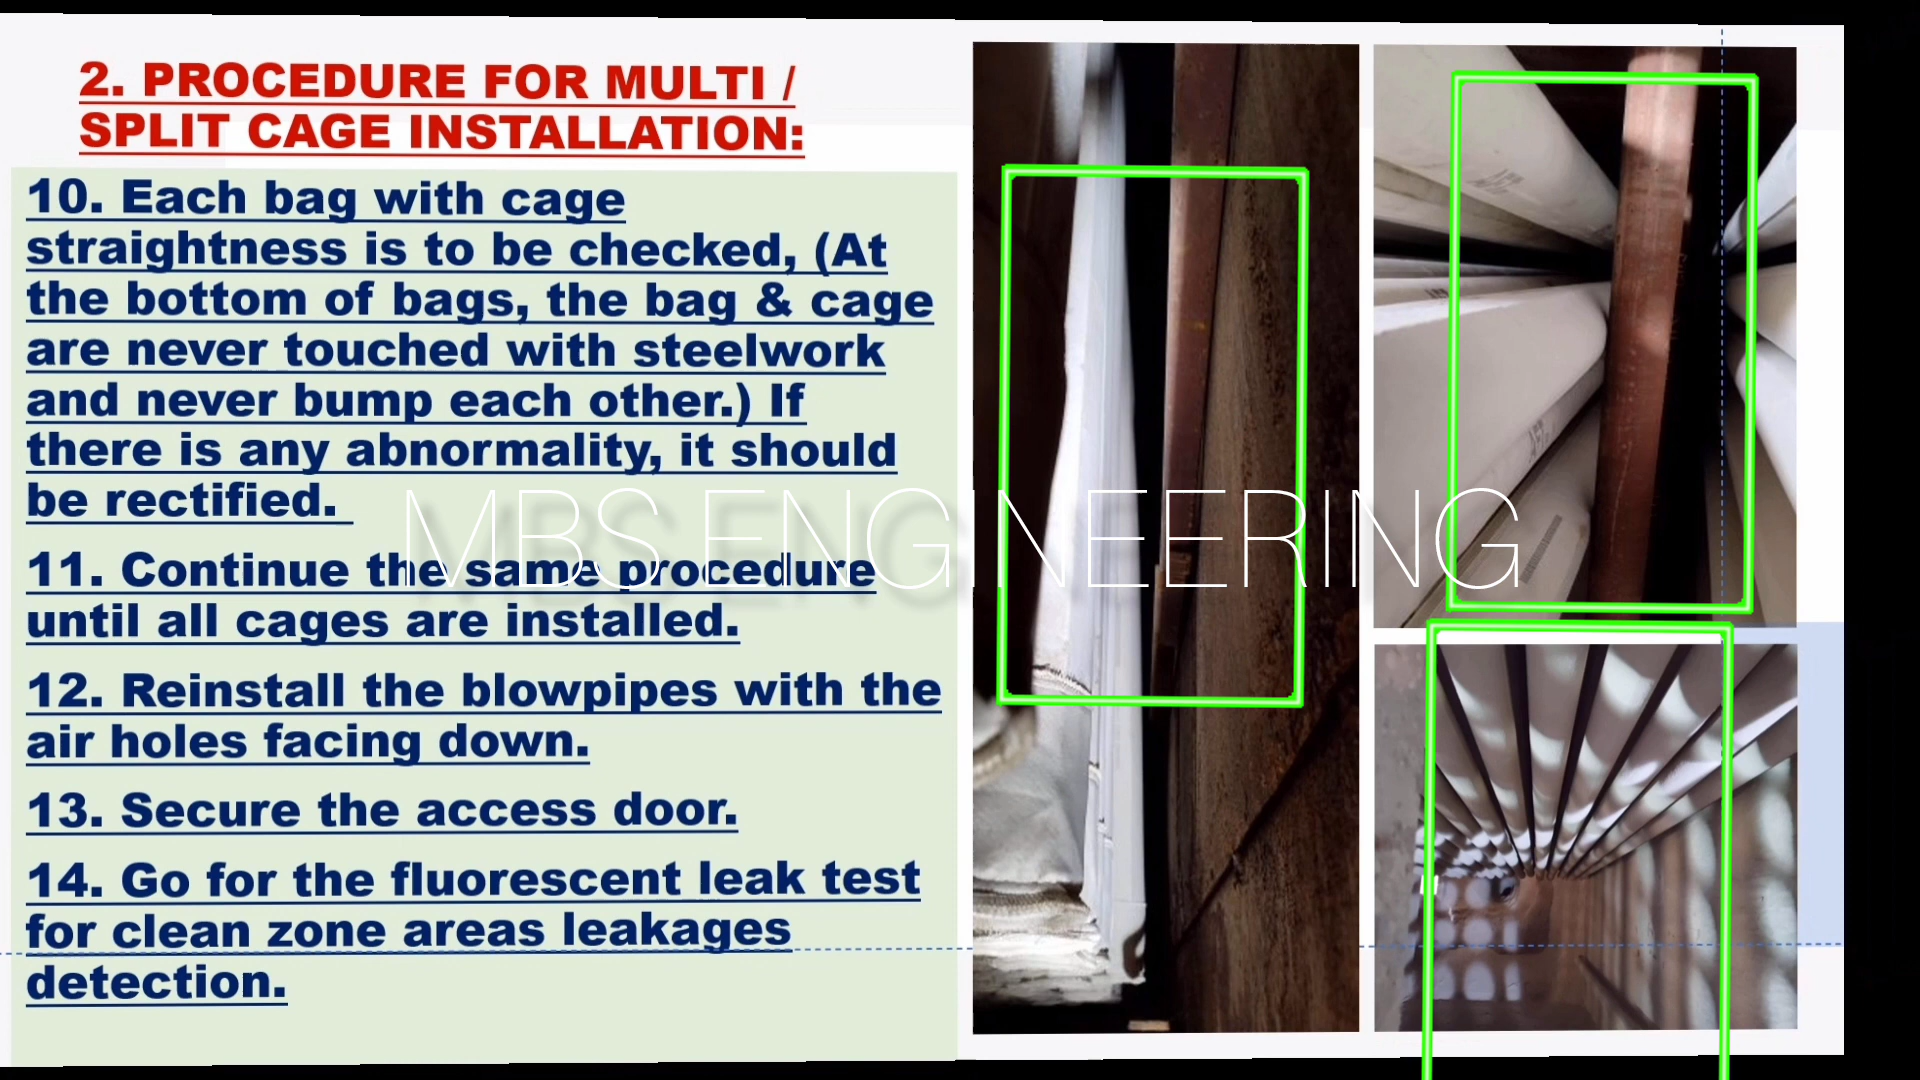 2. PROCEDURE FOR MULTI /
SPLIT CAGE INSTALLATION:
10. Each bag with cage
straightness is to be checked, (At
the bottom of bags, the bag & cage
are never touched with steelwork
and never bump each other.) If
there is any abnormality, it should
be rectified.
11. Continue the same procedure
until all cages are installed.
12. Reinstall the blowpipes with the
air holes facing down.
13. Secure the access door.
14. Go for the fluorescent leak test
for clean zone areas leakages
detection.
MBS ENGINEERING